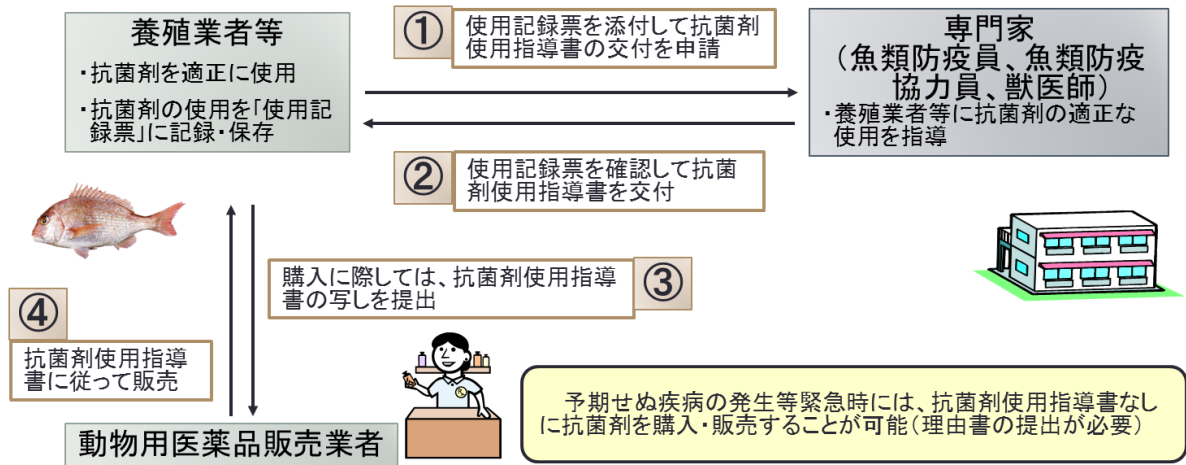 養殖業者等
・抗菌剤を適正に使用
・抗菌剤の使用を「使用記
録票」に記録・保存
①
使用記録票を添付して抗菌剤
使用指導書の交付を申請
専門家
(魚類防疫員、魚類防疫
協力員、獣医師)
・養殖業者等に抗菌剤の適正な
使用を指導
②
使用記録票を確認して抗菌
剤使用指導書を交付
購入に際しては、抗菌剤使用指導
書の写しを提出
③
④
抗菌剤使用指導
書に従って販売
動物用医薬品販売業者
予期せぬ疾病の発生等緊急時には、抗菌剤使用指導書なし
に抗菌剤を購入・販売することが可能(理由書の提出が必要)